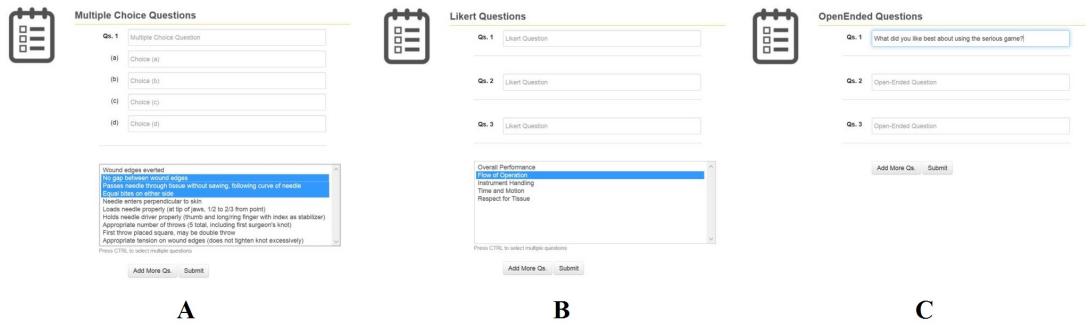 Multiple Choice Questions
Qs. 1 Multiple Choice Question
(a) Choice (a)
(b) Choice (b)
(c) Choice (c)
(d) Choice (d)
Wound edges everted
No gap between wound edges
Passes needle through tissue without sawing, following curve of needle
Equal bites on either side
Needle enters perpendicular to skin
Loads needle properly (at tip of jaws, 1/2 to 2/3 from point)
Holds needle driver properly (thumb and long/ring finger with index as stabilizer)
Appropriate number of throws (5 total, including first surgeon's knot)
First throw placed square, may be double throw
Appropriate tension on wound edges (does not tighten knot excessively)
Press CTRL to select multiple questions
Add More Qs. Submit
A
Likert Questions
Qs. 1 Likert Question
Qs. 2 Likert Question
Qs. 3 Likert Question
Overall Performance
Flow of Operation
Instrument Handling
Time and Motion
Respect for Tissue
Press CTRL to select multiple questions
Add More Qs. Submit
B
OpenEnded Questions
Qs. 1 What did you like best about using the serious game?
Qs. 2 Open-Ended Question
Qs. 3 Open-Ended Question
Add More Qs. Submit
C